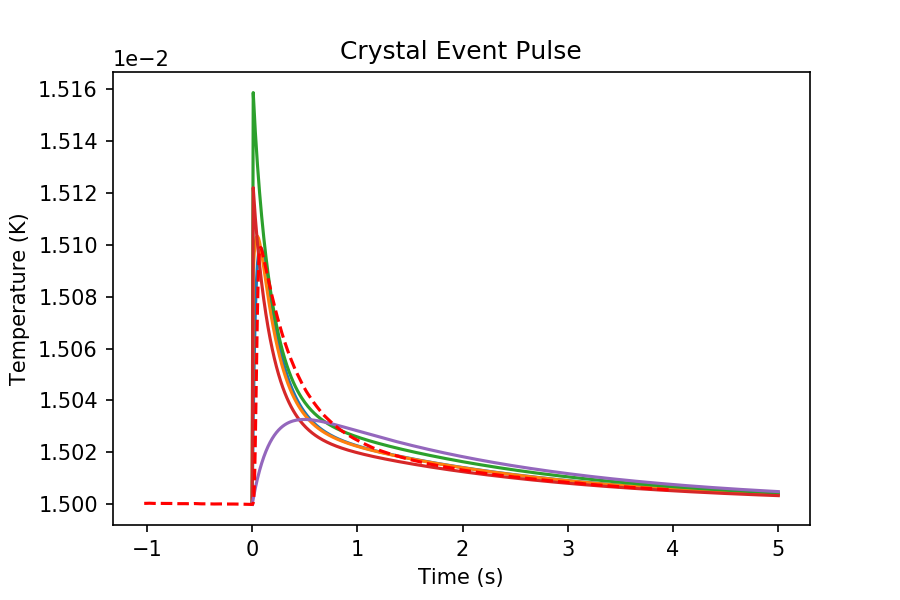 Crystal Event Pulse
1e−2
1.516
1.514
1.512
1.510
1.508
1.506
1.504
1.502
1.500
Temperature (K)
−1 0 1 2 3 4 5
Time (s)